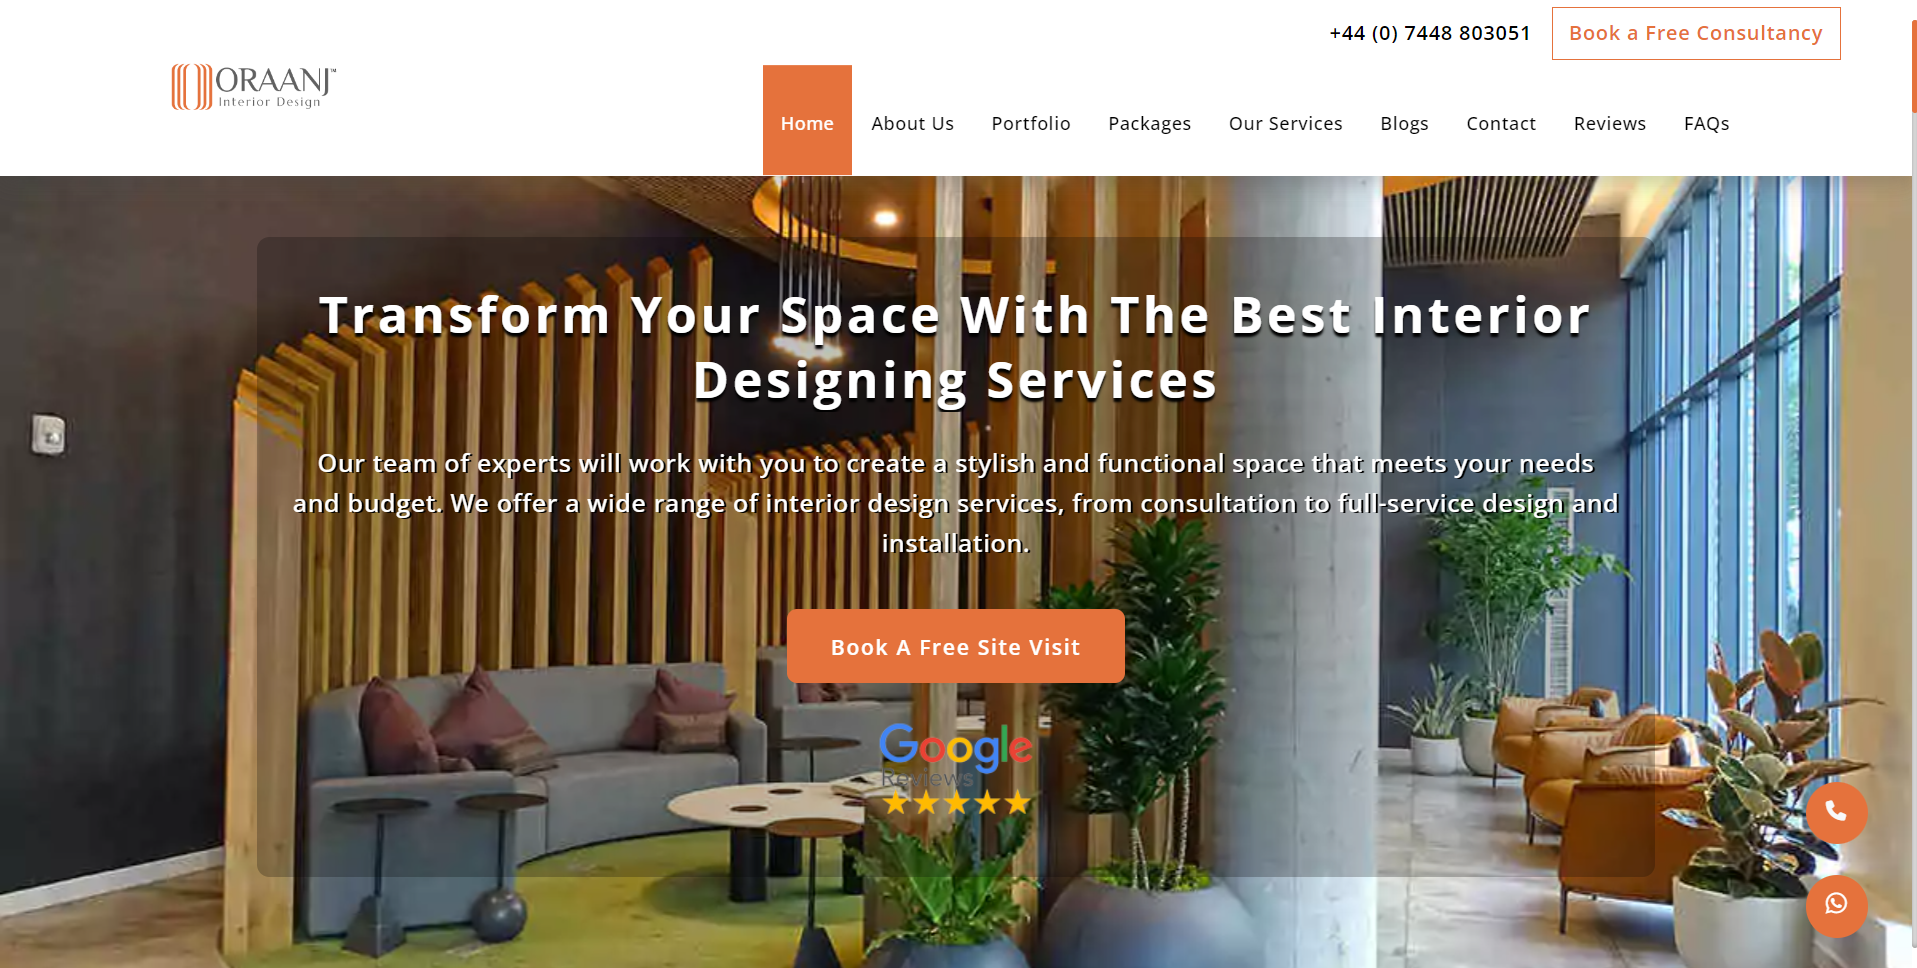 +44 (0) 7448 803051
Book a Free Consultancy
ORAANJ™
Interior Design
Home
About Us
Portfolio
Packages
Our Services
Blogs
Contact
Reviews
FAQs
Transform Your Space With The Best Interior
Designing Services
Our team of experts will work with you to create a stylish and functional space that meets your needs
and budget. We offer a wide range of interior design services, from consultation to full-service design and
installation.
Book A Free Site Visit
Google
Reviews